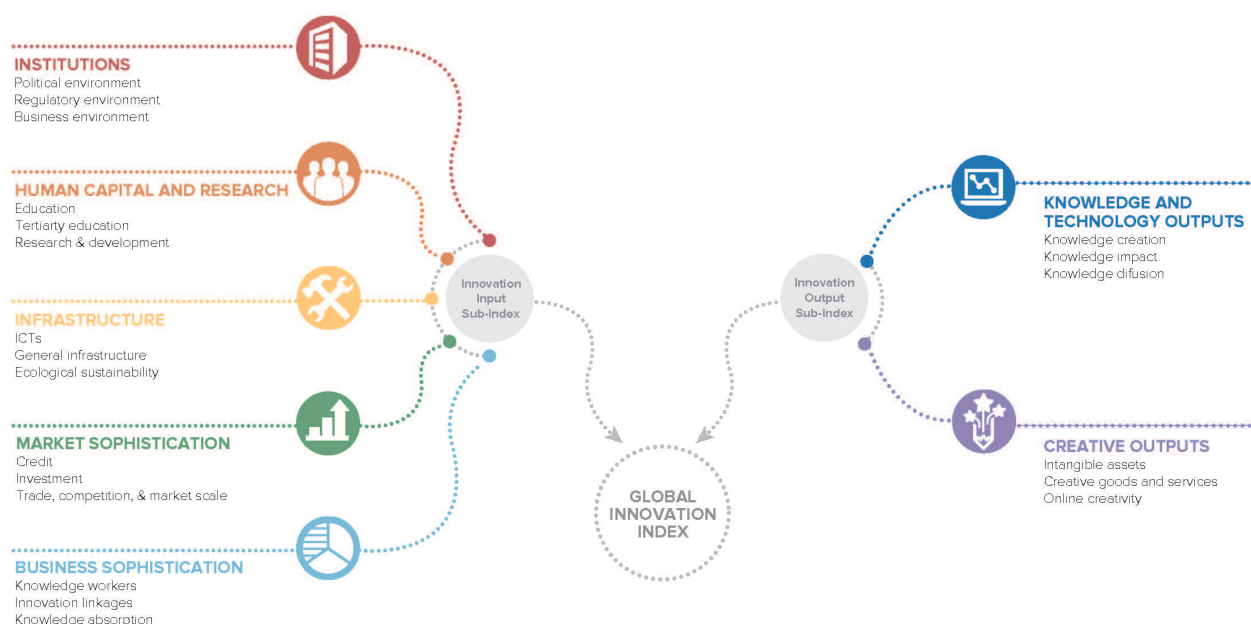 INSTITUTIONS
Political environment
Regulatory environment
Business environment
HUMAN CAPITAL AND RESEARCH
Education
Tertiarty education
Research & development
INFRASTRUCTURE
ICTs
General infrastructure
Ecological sustainability
MARKET SOPHISTICATION
Credit
Investment
Trade, competition, & market scale
BUSINESS SOPHISTICATION
Knowledge workers
Innovation linkages
Knowledge absorption
Innovation
Input
Sub-Index
Innovation
Output
Sub-Index
GLOBAL
INNOVATION
INDEX
KNOWLEDGE AND
TECHNOLOGY OUTPUTS
Knowledge creation
Knowledge impact
Knowledge difusion
CREATIVE OUTPUTS
Intangible assets
Creative goods and services
Online creativity